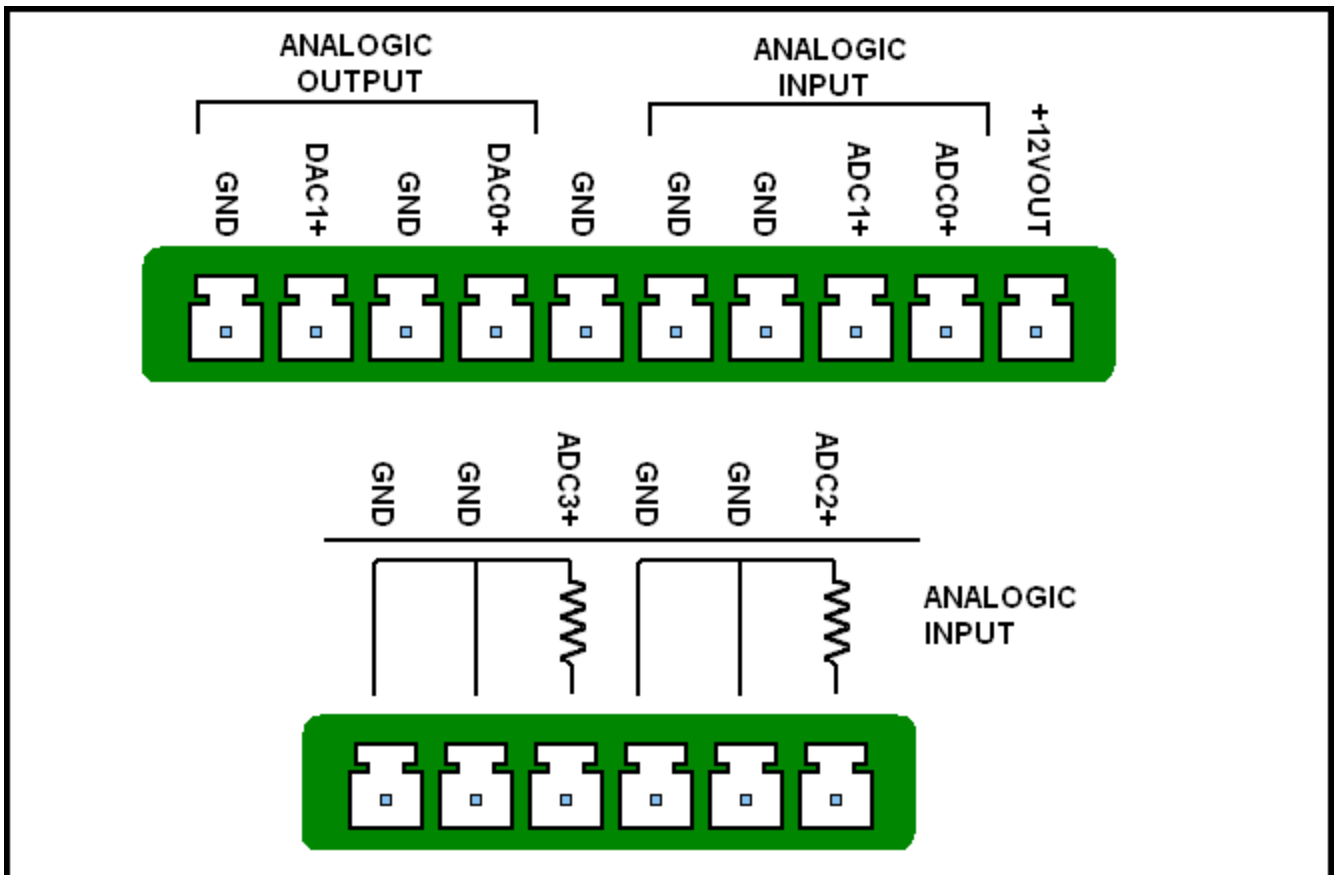 ANALOGIC
OUTPUT
ANALOGIC
INPUT
GND
DAC1+
GND
DAC0+
GND
GND
GND
ADC1+
ADC0+
+12VOUT
GND
GND
ADC3+
GND
GND
ADC2+
ANALOGIC
INPUT